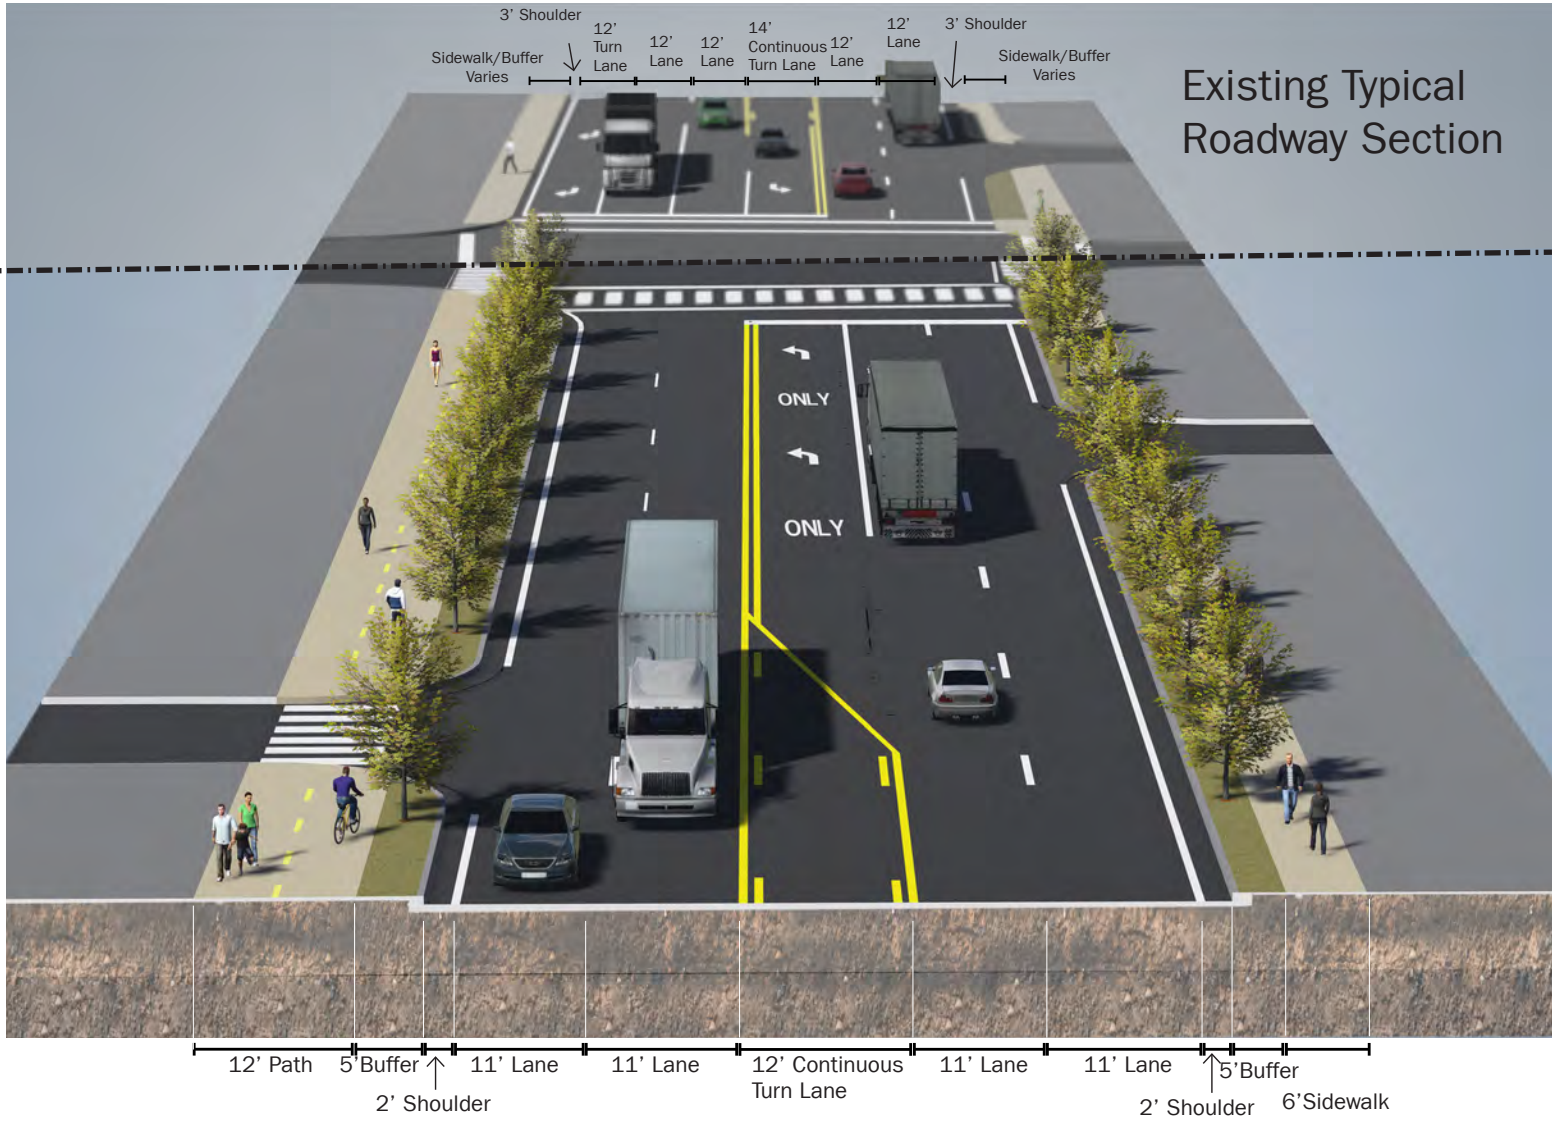 3’ Shoulder
12’
Turn
Lane
12’
Lane
12’
Lane
14’
Continuous
Turn Lane
12’
Lane
12’
Lane
3’ Shoulder
Sidewalk/Buffer
Varies
Sidewalk/Buffer
Varies
Existing Typical
Roadway Section
ONLY
ONLY
12’ Path
5’Buffer
2’ Shoulder
11’ Lane
11’ Lane
12’ Continuous
Turn Lane
11’ Lane
11’ Lane
2’ Shoulder
5’Buffer
6’Sidewalk